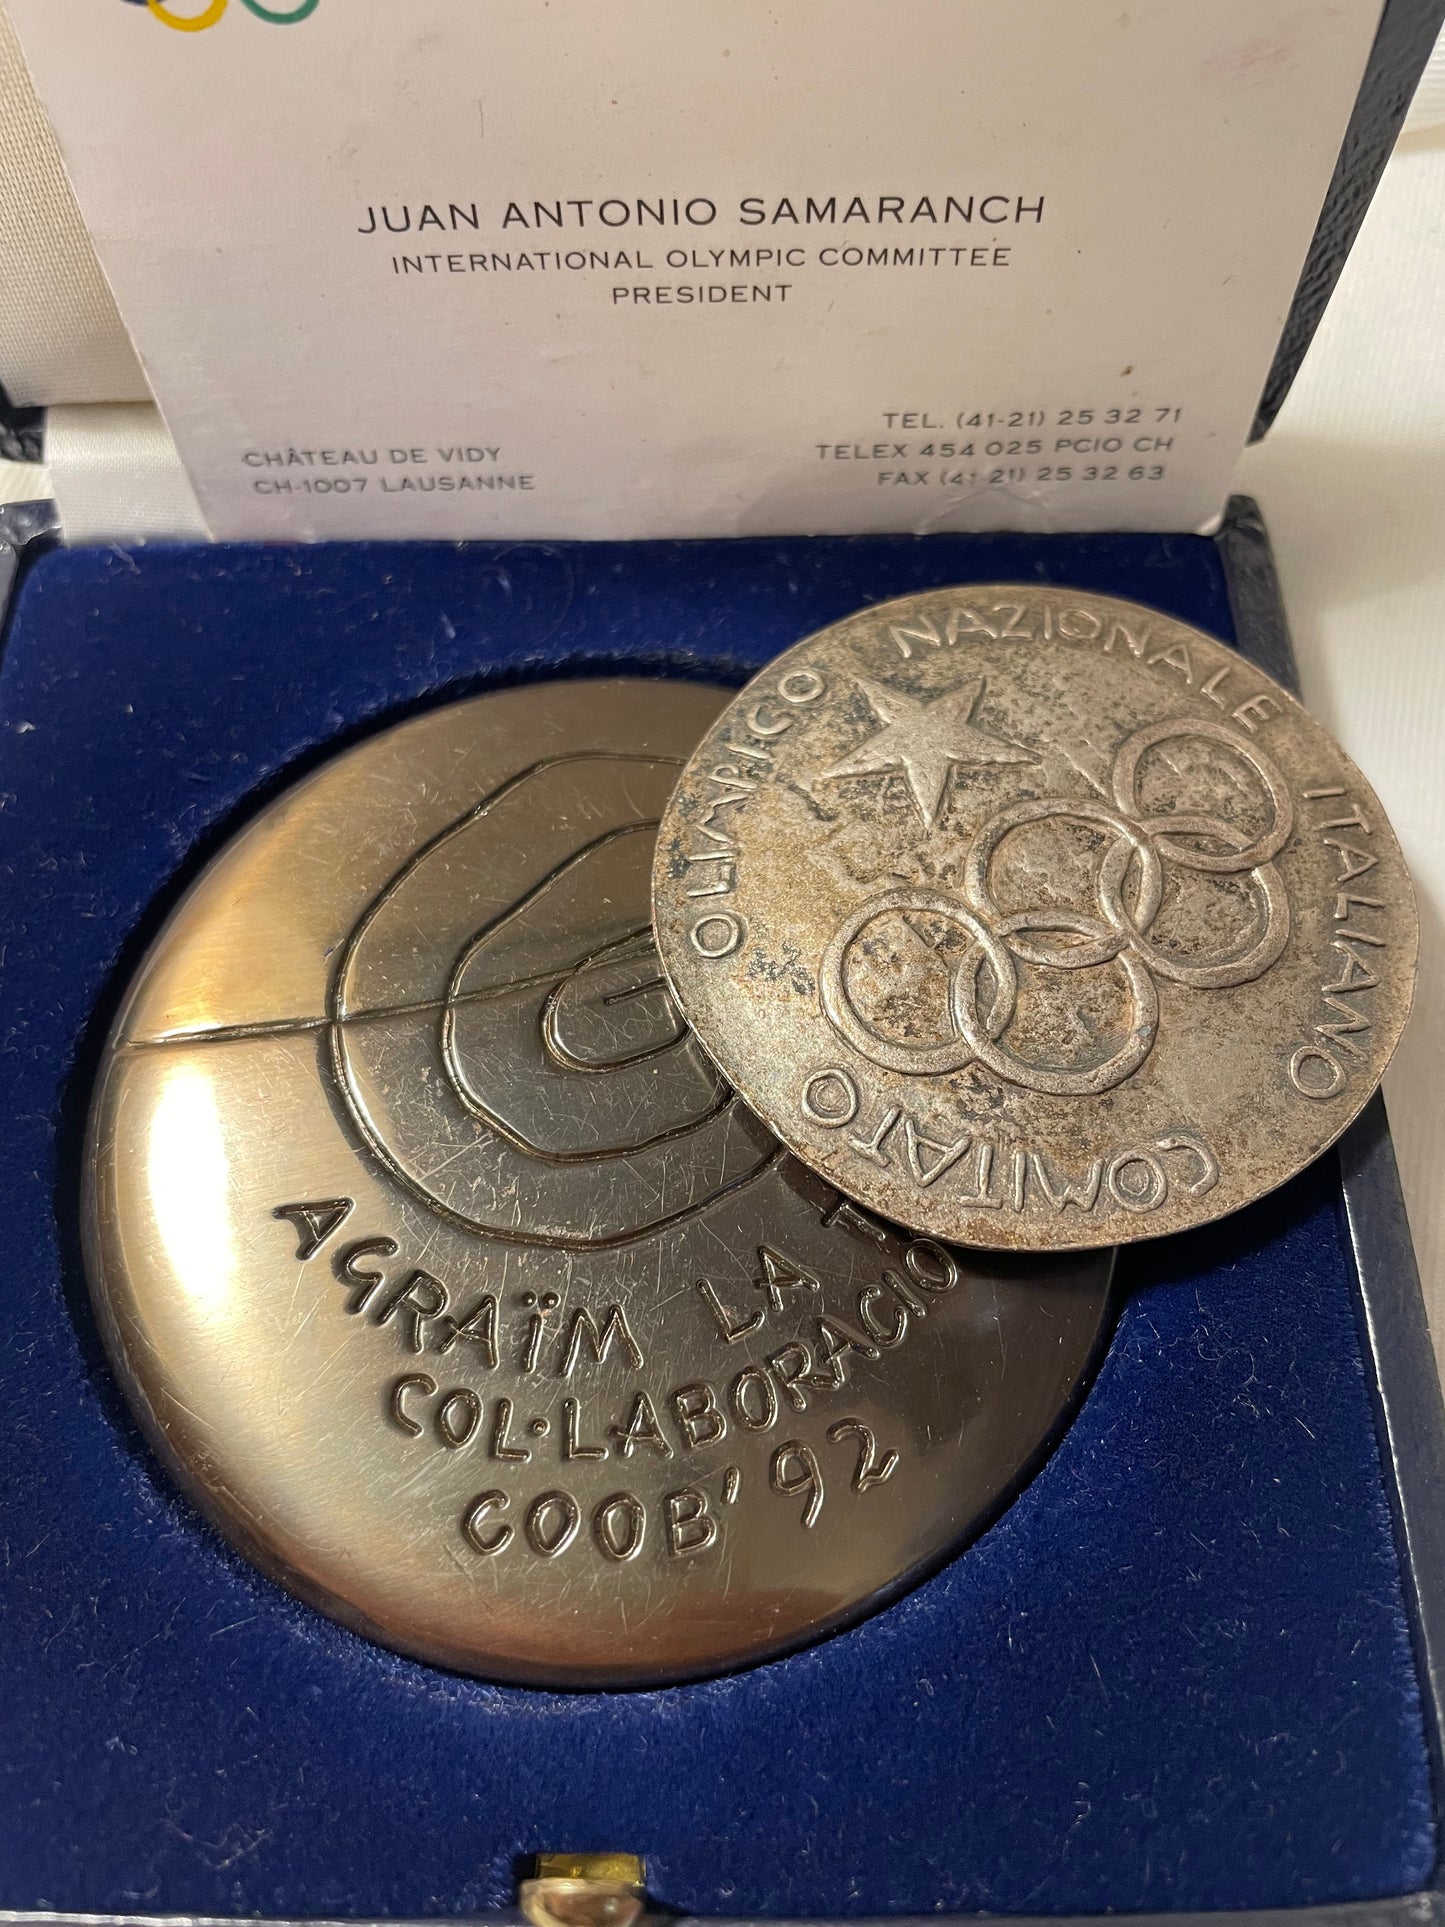 JUAN ANTONIO SAMARANCH
INTERNATIONAL OLYMPIC COMMITTEE
PRESIDENT
CHÂTEAU DE VIDY
CH-1007 LAUSANNE
TEL. (41-21) 25 32 71
TELEX 454 025 PCIO CH
FAX (41-21) 25 32 63
COMITATO OLIMPICO NAZIONALE ITALIANO
AGRAÏM LA
COL·LABORACIO
COOB'92